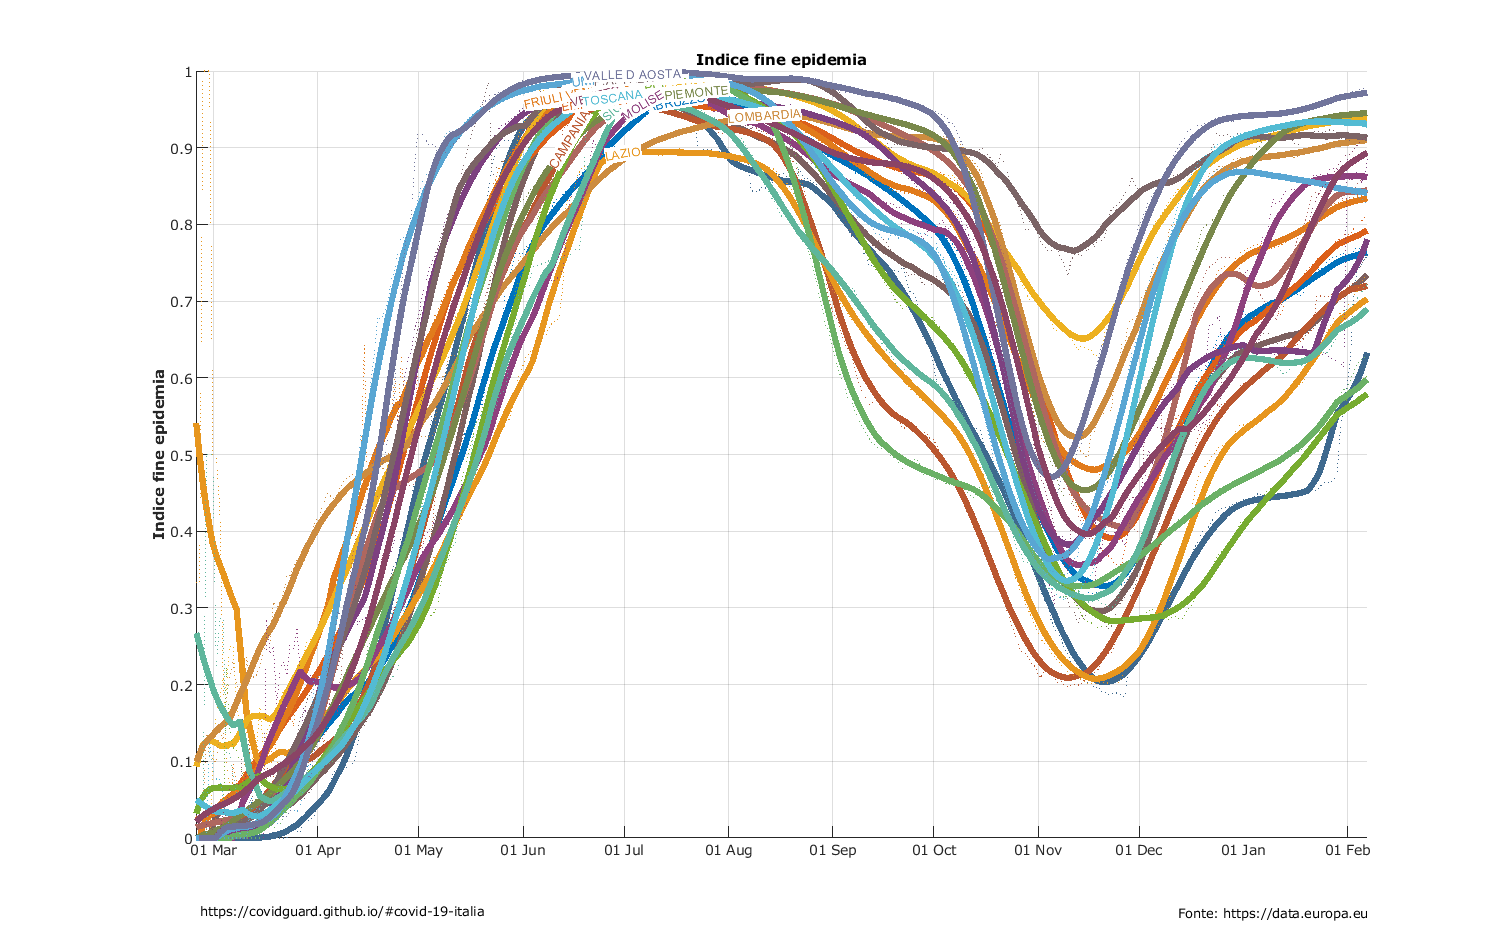 Indice fine epidemia
Indice fine epidemia
1
0.9
0.8
0.7
0.6
0.5
0.4
0.3
0.2
0.1
0
VALLE D AOSTA
FRIULI
TOSCANA
PIEMONTE
MOLISE
LOMBARDIA
CAMPANIA
LAZIO
01 Mar 01 Apr 01 May 01 Jun 01 Jul 01 Aug 01 Sep 01 Oct 01 Nov 01 Dec 01 Jan 01 Feb
https://covidguard.github.io/#covid-19-italia
Fonte: https://data.europa.eu